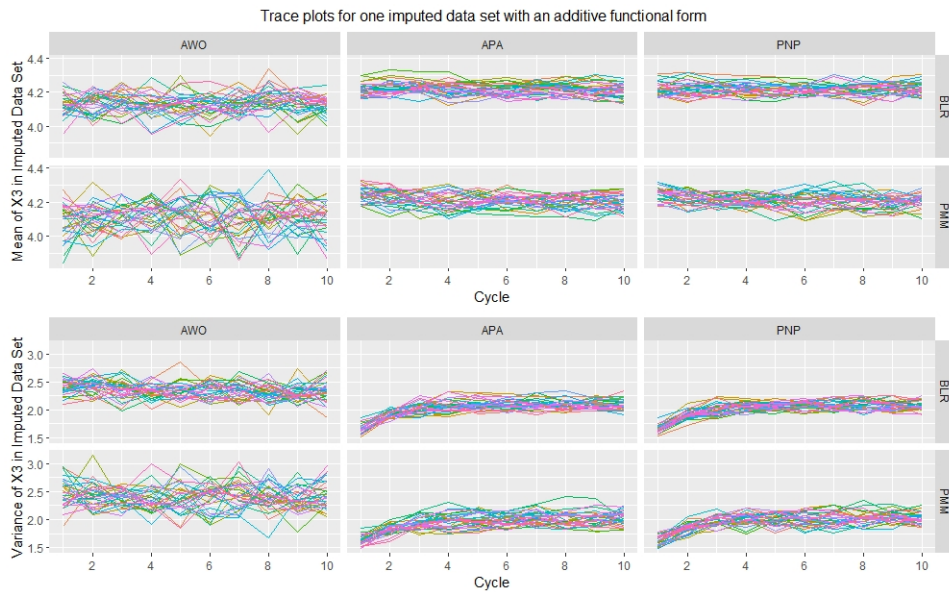 Trace plots for one imputed data set with an additive functional form
AWO
APA
PNP
Mean of X3 in Imputed Data Set
4.4
4.2
4.0
BLR
4.4
4.2
4.0
PMM
2 4 6 8 10
2 4 6 8 10
2 4 6 8 10
Cycle
AWO
APA
PNP
Variance of X3 in Imputed Data Set
3.0
2.5
2.0
1.5
BLR
3.0
2.5
2.0
1.5
PMM
2 4 6 8 10
2 4 6 8 10
2 4 6 8 10
Cycle